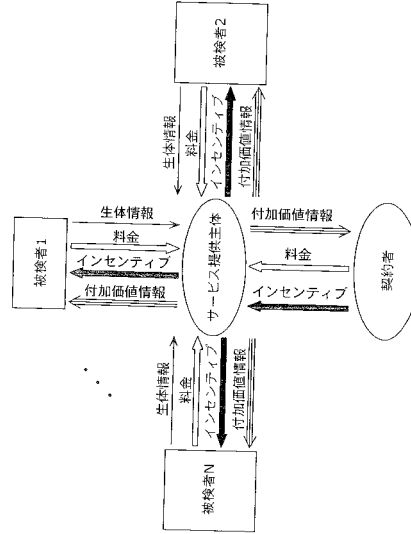 被検者1
生体情報
料金
インセンティブ
付加価値情報
被検者2
生体情報
料金
インセンティブ
付加価値情報
サービス提供主体
被検者N
生体情報
料金
インセンティブ
付加価値情報
付加価値情報
料金
インセンティブ
契約者